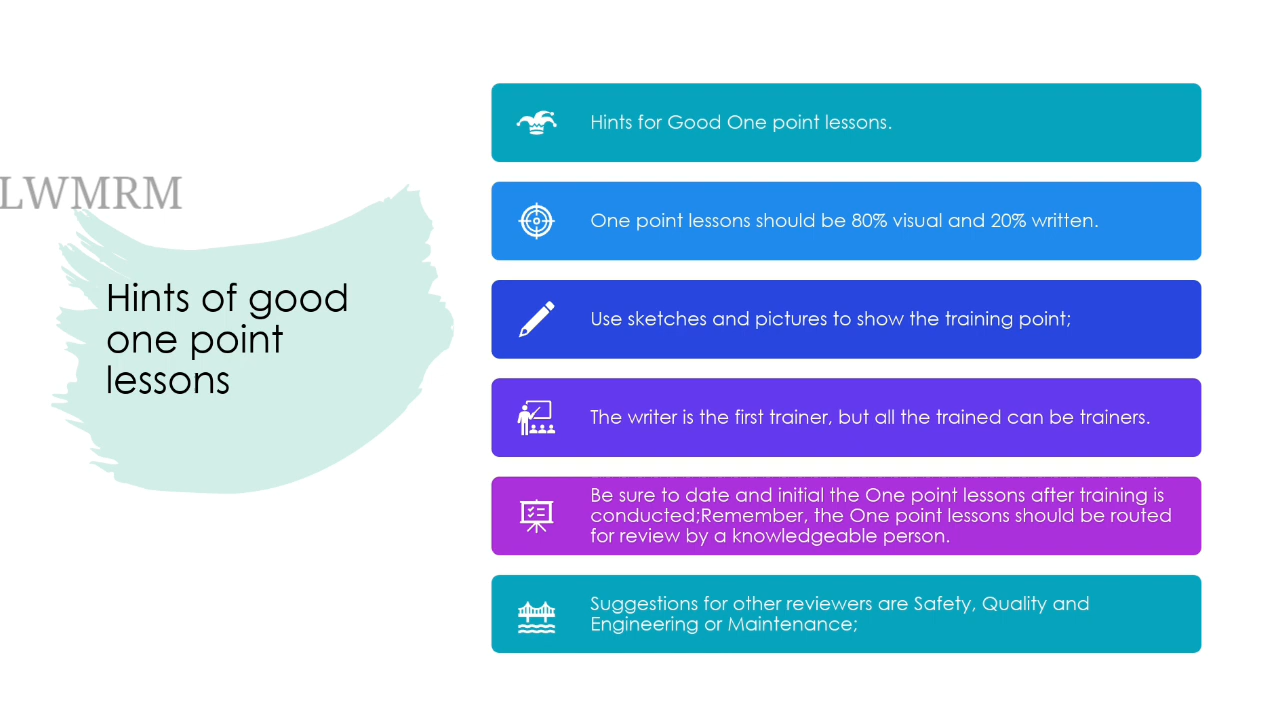 LWMRM
Hints of good
one point
lessons
Hints for Good One point lessons.
One point lessons should be 80% visual and 20% written.
Use sketches and pictures to show the training point;
The writer is the first trainer, but all the trained can be trainers.
Be sure to date and initial the One point lessons after training is
conducted;Remember, the One point lessons should be routed
for review by a knowledgeable person.
Suggestions for other reviewers are Safety, Quality and
Engineering or Maintenance;